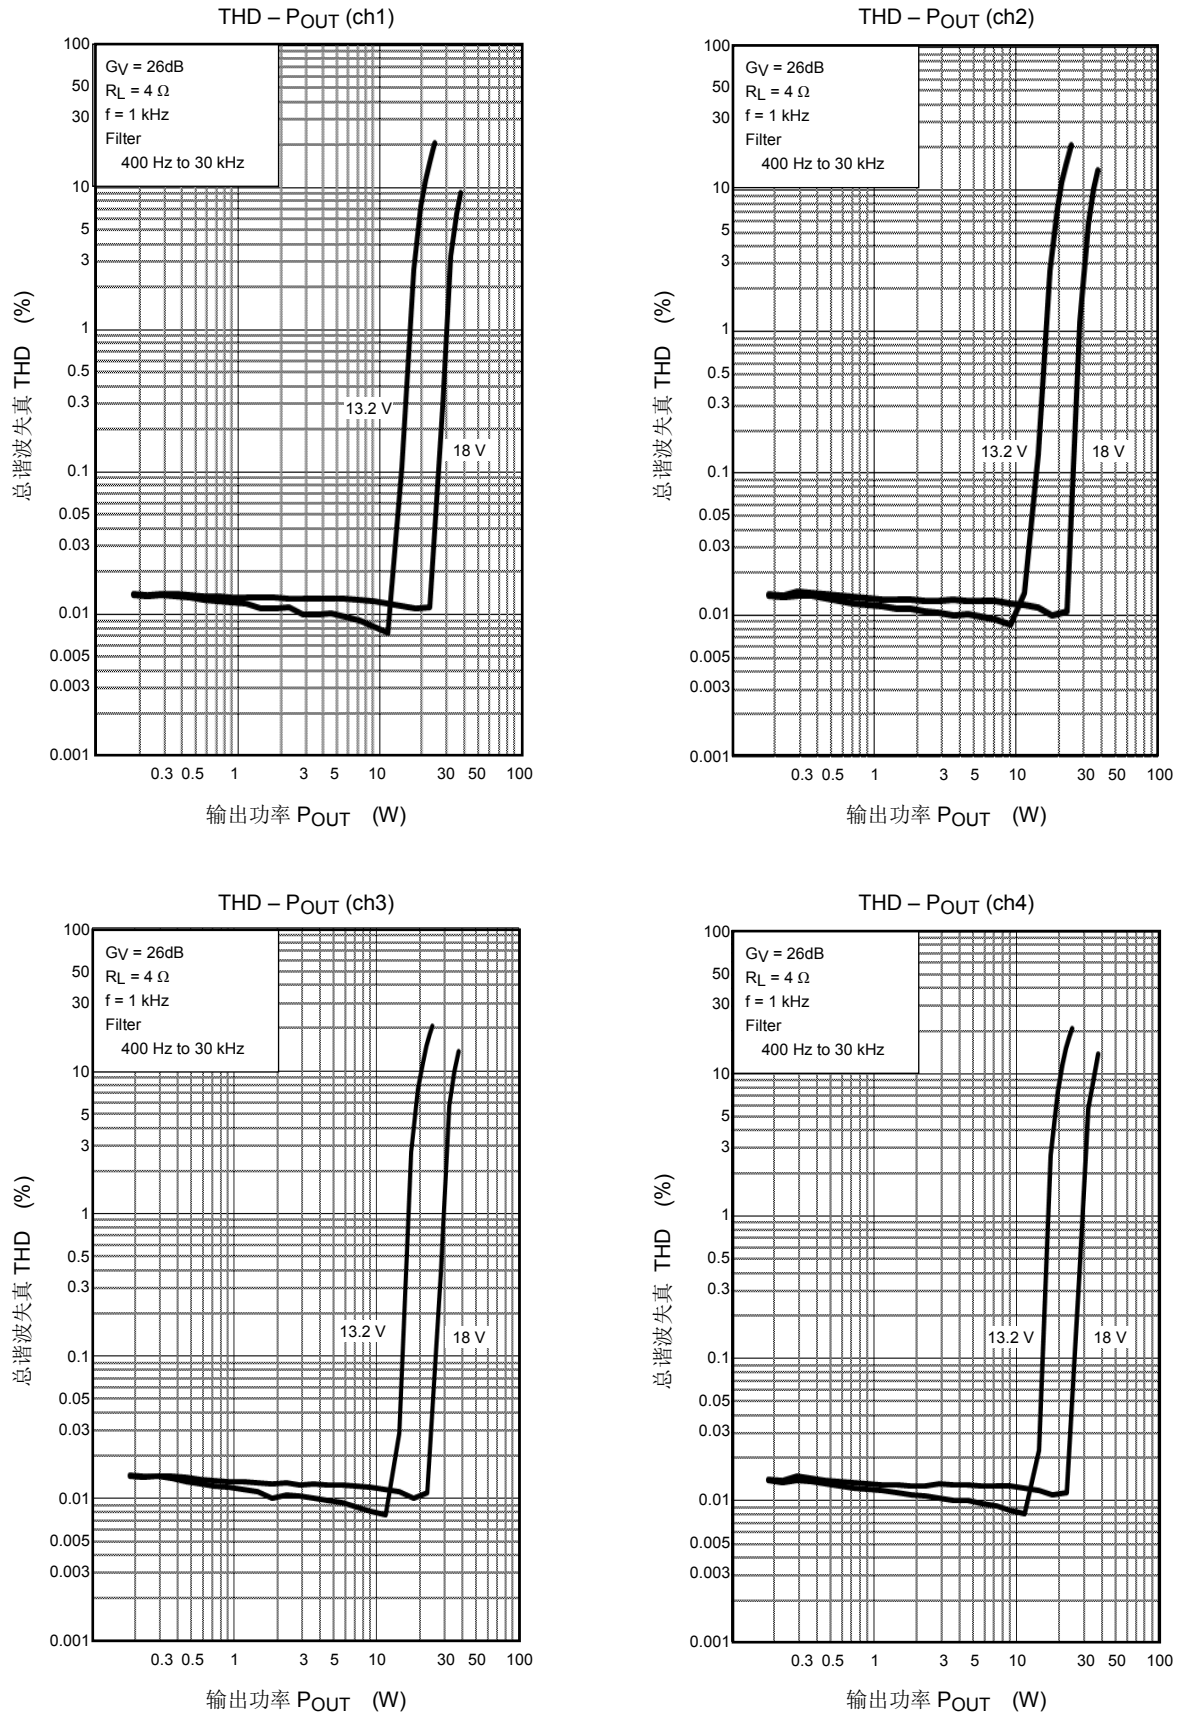 THD – POUT (ch1)
100
50
30
10
5
3
1
0.5
0.3
0.1
0.05
0.03
0.01
0.005
0.003
0.001
GV = 26dB
RL = 4 Ω
f = 1 kHz
Filter
400 Hz to 30 kHz
13.2 V
18 V
总谐波失真 THD (%)
0.3 0.5 1 3 5 10 30 50 100
输出功率 POUT (W)
THD – POUT (ch2)
100
50
30
10
5
3
1
0.5
0.3
0.1
0.05
0.03
0.01
0.005
0.003
0.001
GV = 26dB
RL = 4 Ω
f = 1 kHz
Filter
400 Hz to 30 kHz
13.2 V
18 V
总谐波失真 THD (%)
0.3 0.5 1 3 5 10 30 50 100
输出功率 POUT (W)
THD – POUT (ch3)
100
50
30
10
5
3
1
0.5
0.3
0.1
0.05
0.03
0.01
0.005
0.003
0.001
GV = 26dB
RL = 4 Ω
f = 1 kHz
Filter
400 Hz to 30 kHz
13.2 V
18 V
总谐波失真 THD (%)
0.3 0.5 1 3 5 10 30 50 100
输出功率 POUT (W)
THD – POUT (ch4)
100
50
30
10
5
3
1
0.5
0.3
0.1
0.05
0.03
0.01
0.005
0.003
0.001
GV = 26dB
RL = 4 Ω
f = 1 kHz
Filter
400 Hz to 30 kHz
13.2 V
18 V
总谐波失真 THD (%)
0.3 0.5 1 3 5 10 30 50 100
输出功率 POUT (W)